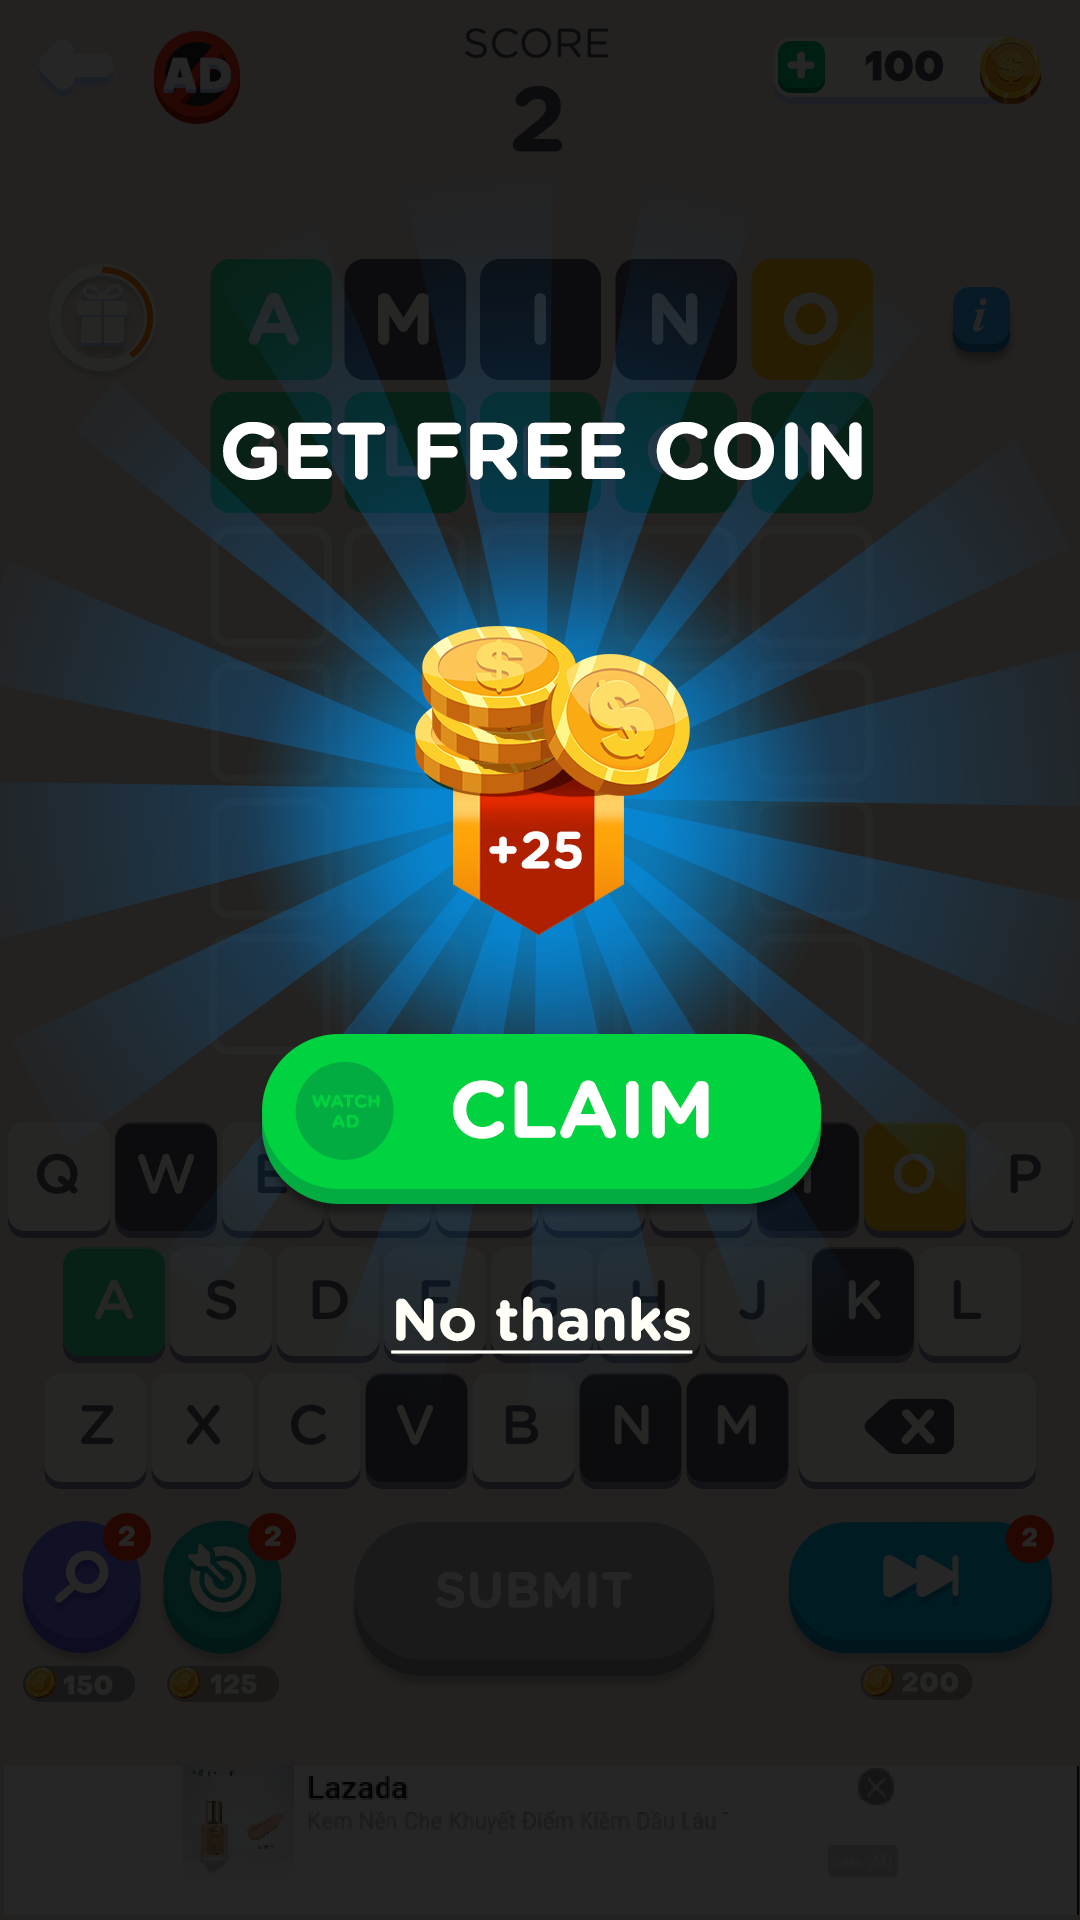 AD
SCORE
100
2
A M I N O
i
GET FREE COIN
+25
WATCH
AD
CLAIM
Q W E O P
A S D F G H J K L
No thanks
Z X C V B N M X
2 2 2
SUBMIT
150 125 200
Lazada
Kem Nền Che Khuyết Điểm Kiềm Dầu Lâu